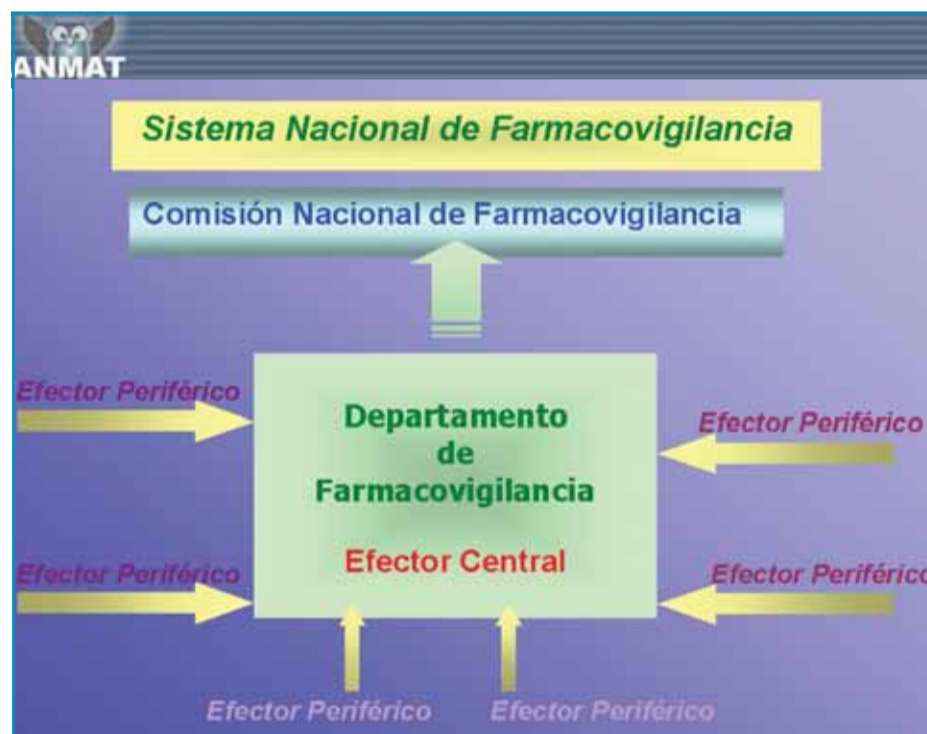 ANMAT
Sistema Nacional de Farmacovigilancia
Comisión Nacional de Farmacovigilancia
Efector Periférico
Efector Periférico
Departamento
de
Farmacovigilancia
Efector Central
Efector Periférico
Efector Periférico
Efector Periférico
Efector Periférico